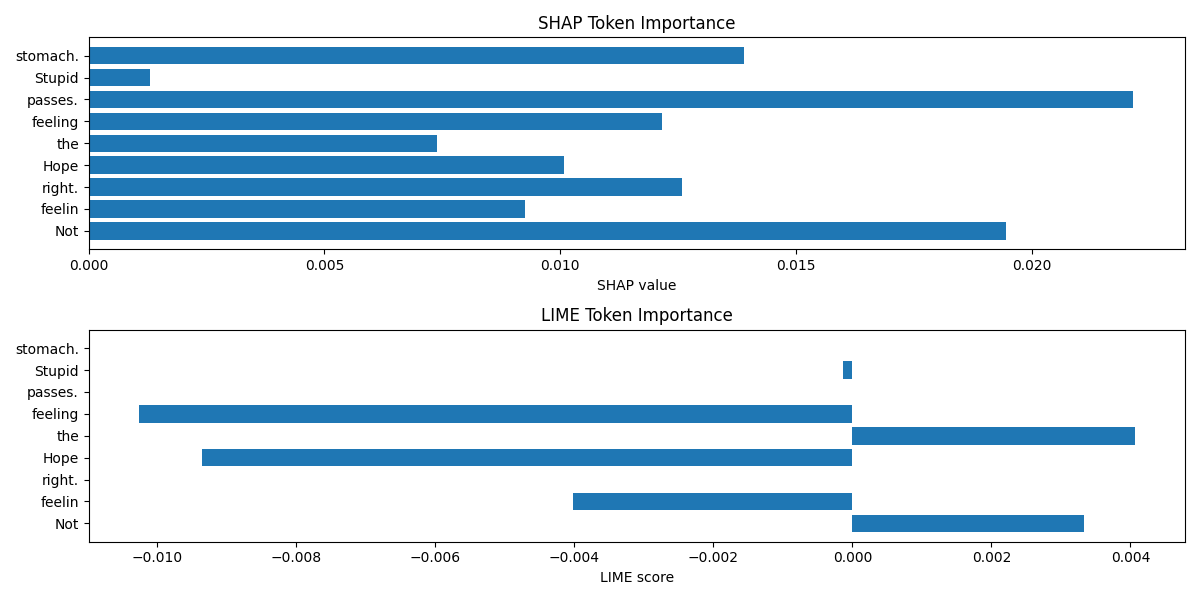 SHAP Token Importance
stomach.
Stupid
passes.
feeling
the
Hope
right.
feelin
Not
0.000 0.005 0.010 0.015 0.020
SHAP value
LIME Token Importance
stomach.
Stupid
passes.
feeling
the
Hope
right.
feelin
Not
−0.010 −0.008 −0.006 −0.004 −0.002 0.000 0.002 0.004
LIME score